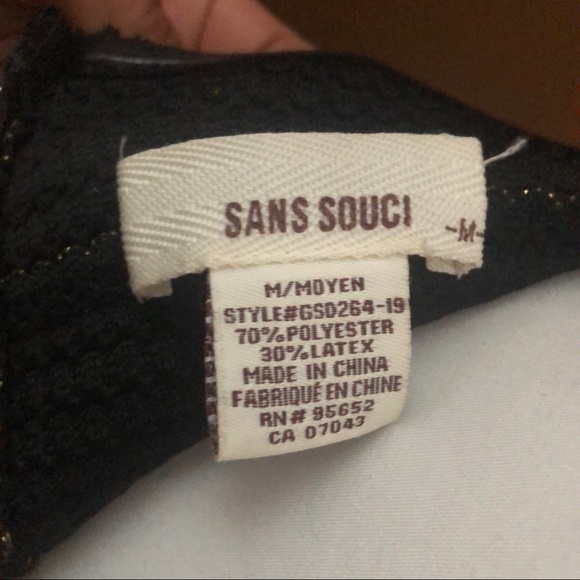 SANS SOUCI
-M-
M/MOYEN
STYLE#GSD264-19
70%POLYESTER
30%LATEX
MADE IN CHINA
FABRIQUÉ EN CHINE
RN# 95652
CA 07043